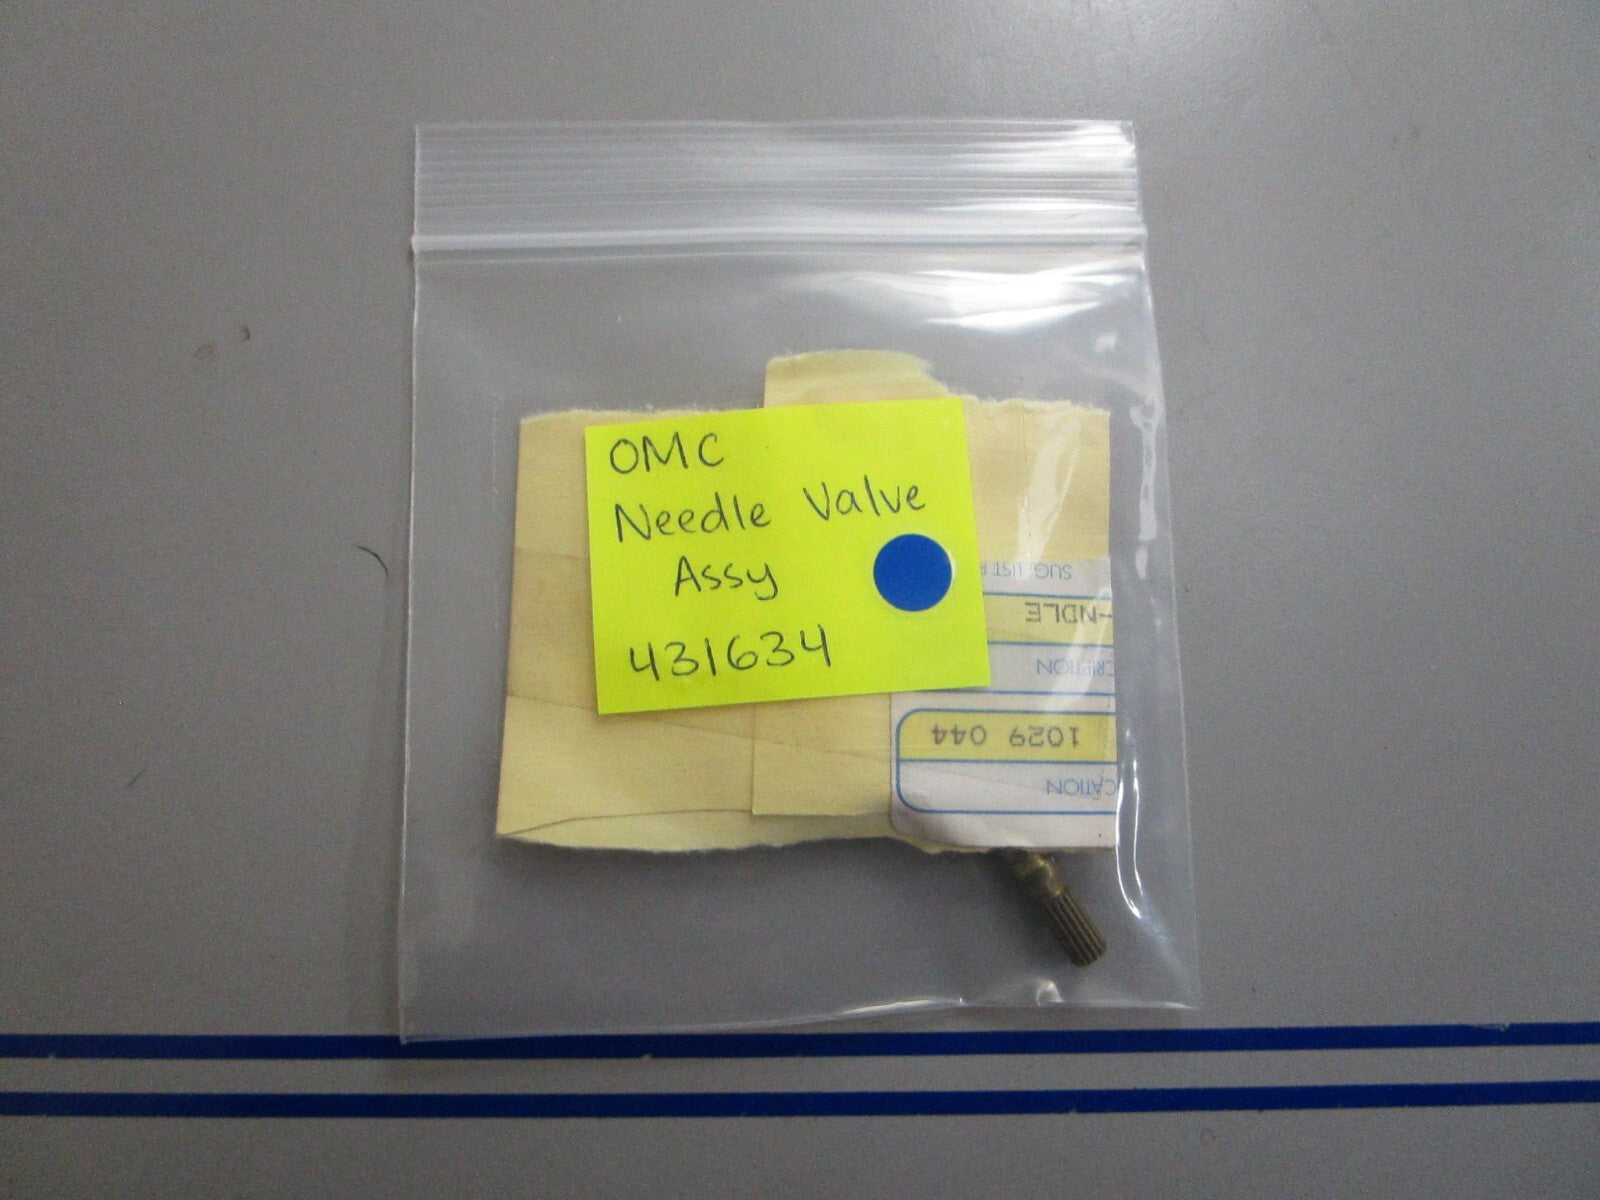 OMC
Needle Valve
Assy
431634
SUG. LIST
-NDLE
CRIPTION
1029 044
CATION